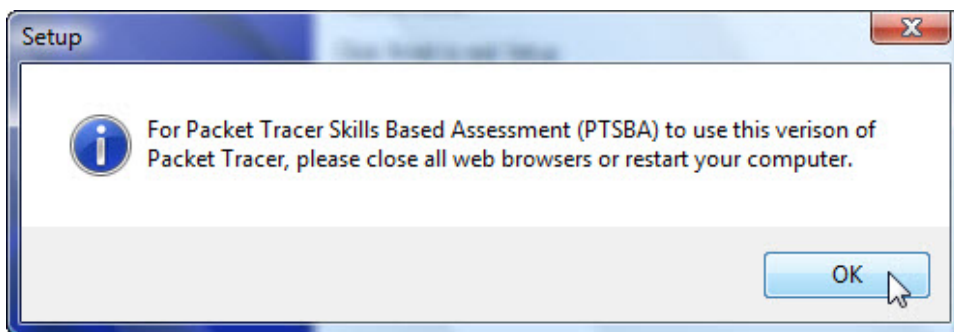 Setup
For Packet Tracer Skills Based Assessment (PTSBA) to use this verison of
Packet Tracer, please close all web browsers or restart your computer.
OK